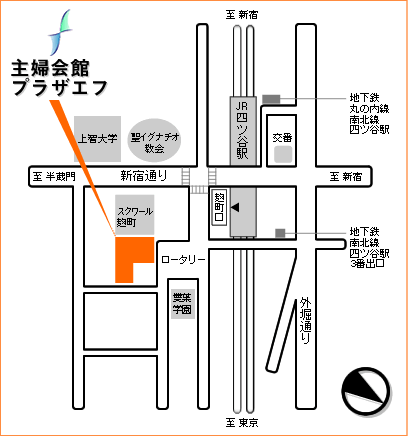 至 新宿
主婦会館
プラザエフ
JR四ツ谷駅
地下鉄
丸の内線
南北線
四ツ谷駅
上智大学
聖イグナチオ
教会
交番
至 半蔵門
新宿通り
至 新宿
麹町口
スクワール
麹町
地下鉄
南北線
四ツ谷駅
3番出口
ロータリー
雙葉
学園
外堀通り
至 東京